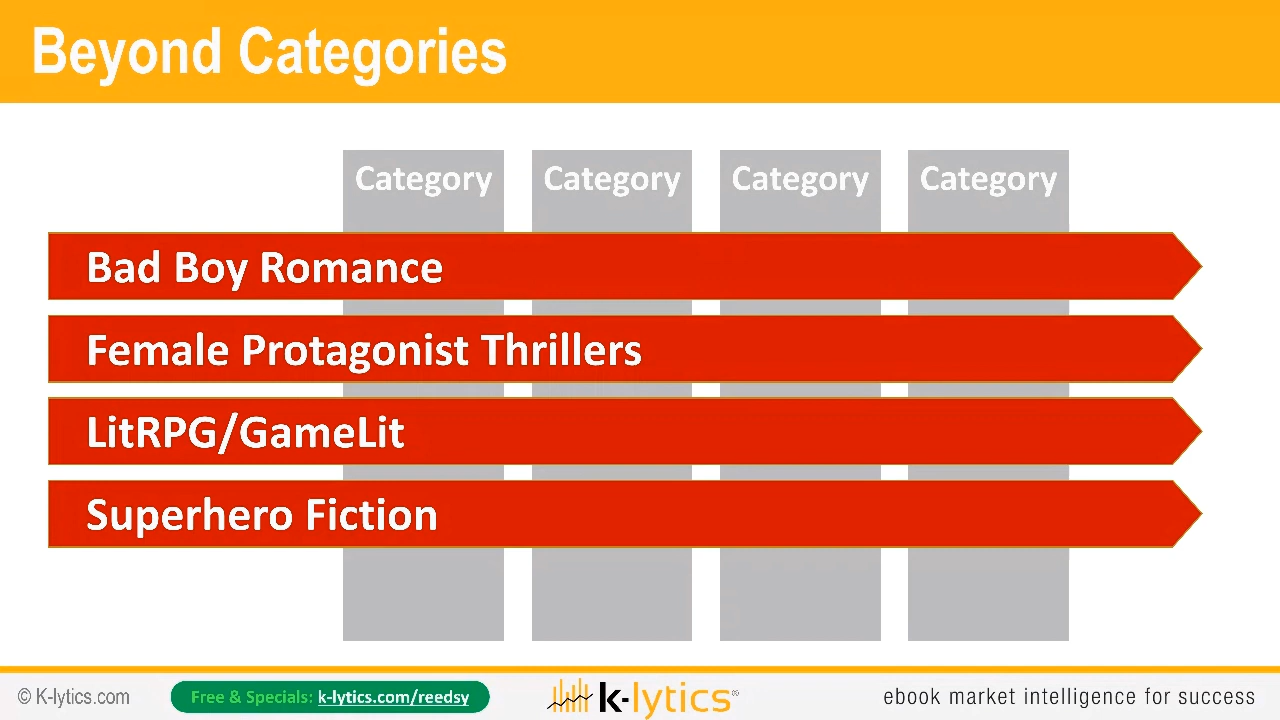 Beyond Categories
Category Category Category Category
Bad Boy Romance
Female Protagonist Thrillers
LitRPG/GameLit
Superhero Fiction
© K-lytics.com Free & Specials: k-lytics.com/reedsy k-lytics® ebook market intelligence for success